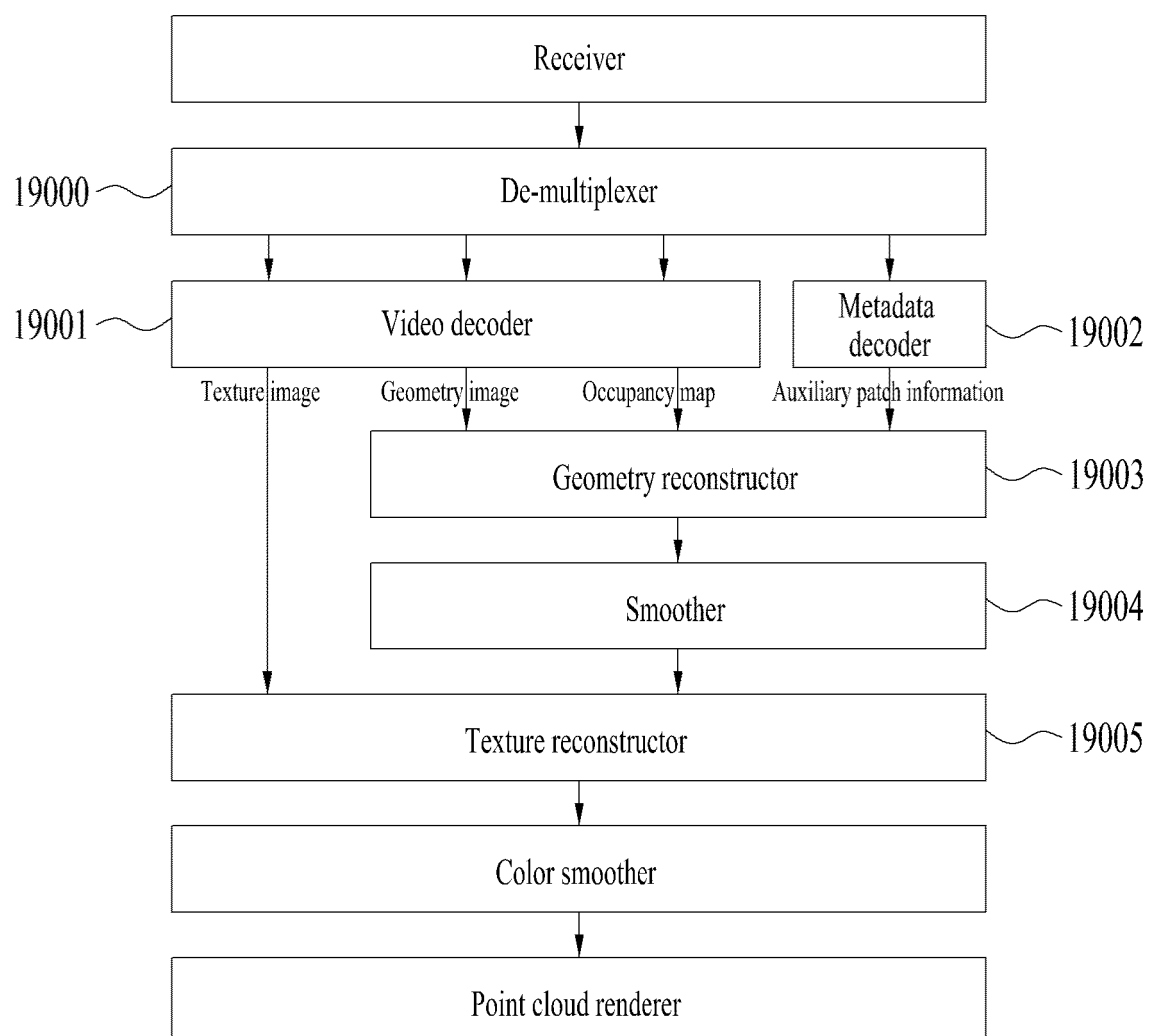 Receiver
19000
De-multiplexer
19001
Video decoder
Metadata
decoder
19002
Texture image
Geometry image
Occupancy map
Auxiliary patch information
Geometry reconstructor
19003
Smoother
19004
Texture reconstructor
19005
Color smoother
Point cloud renderer